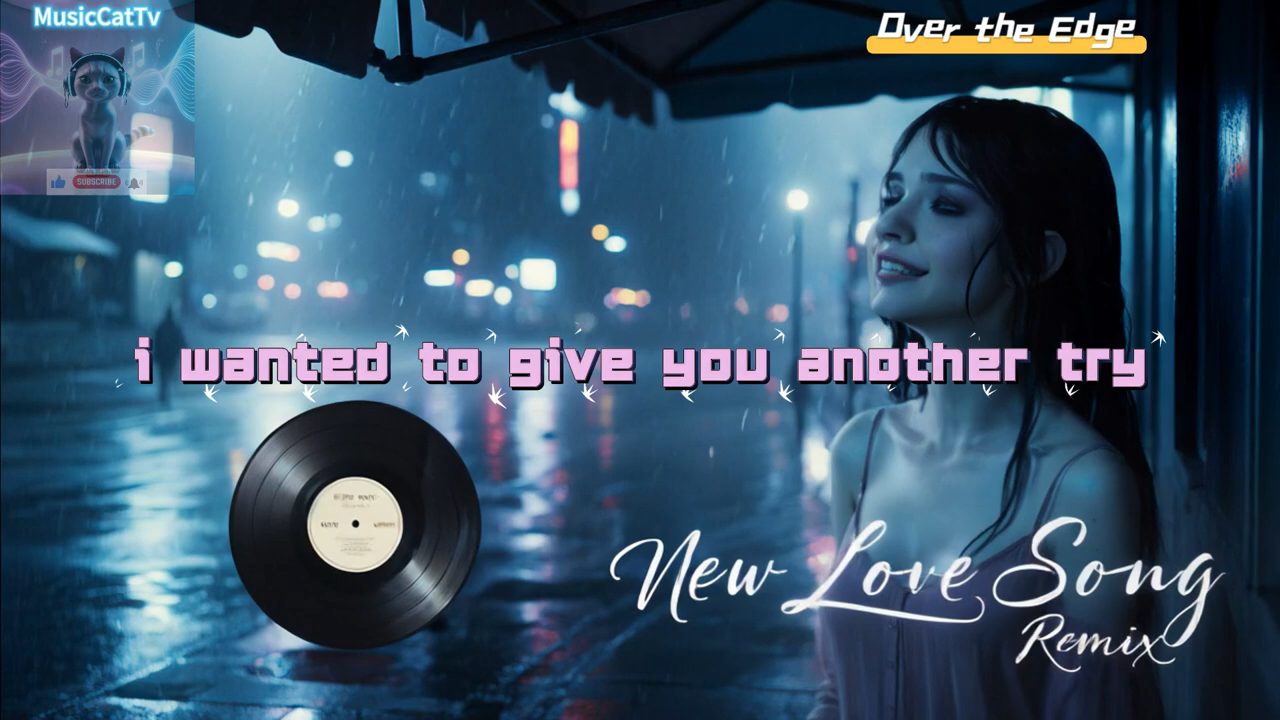 MusicCatTv
SUBSCRIBE
Over the Edge
i wanted to give you another try
New Love Song
Remix